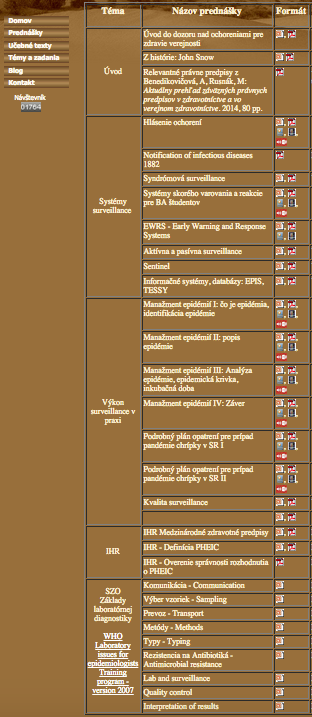 Domov
Prednášky
Učebné texty
Témy a zadania
Blog
Kontakt
Návštevník
01764
Téma
Názov prednášky
Formát
Úvod
Úvod do dozoru nad ochoreniami pre
zdravie verejnosti
Z histórie: John Snow
Relevantné právne predpisy z
Benedikovičová, A, Rusnák, M:
Aktuálny prehľad záväzných právnych
predpisov v zdravotníctve a vo
verejnom zdravotníctve. 2014, 80 pp.
Systémy
surveillance
Hlásenie ochorení
Notification of infectious diseases
1882
Syndrómová surveillance
Systémy skorého varovania a reakcie
pre BA študentov
EWRS - Early Warning and Response
Systems
Aktívna a pasívna surveillance
Sentinel
Informačné systémy, databázy: EPIS,
TESSY
Výkon
surveillance v
praxi
Manažment epidémií I: čo je epidémia,
identifikácia epidémie
Manažment epidémií II: popis
epidémie
Manažment epidémií III: Analýza
epidémie, epidemická krivka,
inkubačná doba
Manažment epidémií IV: Záver
Podrobný plán opatrení pre prípad
pandémie chrípky v SR I
Podrobný plán opatrení pre prípad
pandémie chrípky v SR II
Kvalita surveillance
IHR
IHR Medzinárodné zdravotné predpisy
IHR - Definícia PHEIC
IHR - Overenie správnosti rozhodnutia
o PHEIC
SZO
Základy
laboratórnej
diagnostiky
WHO
Laboratory
issues for
epidemiologists
Training
program -
version 2007
Komunikácia - Communication
Výber vzoriek - Sampling
Prevoz - Transport
Metódy - Methods
Typy - Typing
Rezistencia na Antibiotiká -
Antimicrobial resistance
Lab and surveillance
Quality control
Interpretation of results